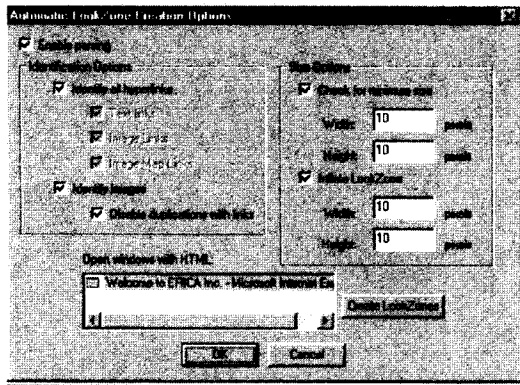 Automatic LookZone Creation Options
Enable parsing
Identification Options
Identify all hyperlinks
Text Links
Image Links
Image Map Links
Identify Images
Disable duplications with links
Size Options
Check for minimum size
Width: 10 pixels
Height: 10 pixels
Inflate LookZone
Width: 10 pixels
Height: 10 pixels
Open windows with HTML:
Welcome to ERICA Inc. - Microsoft Internet Ex
Create LookZones
OK
Cancel